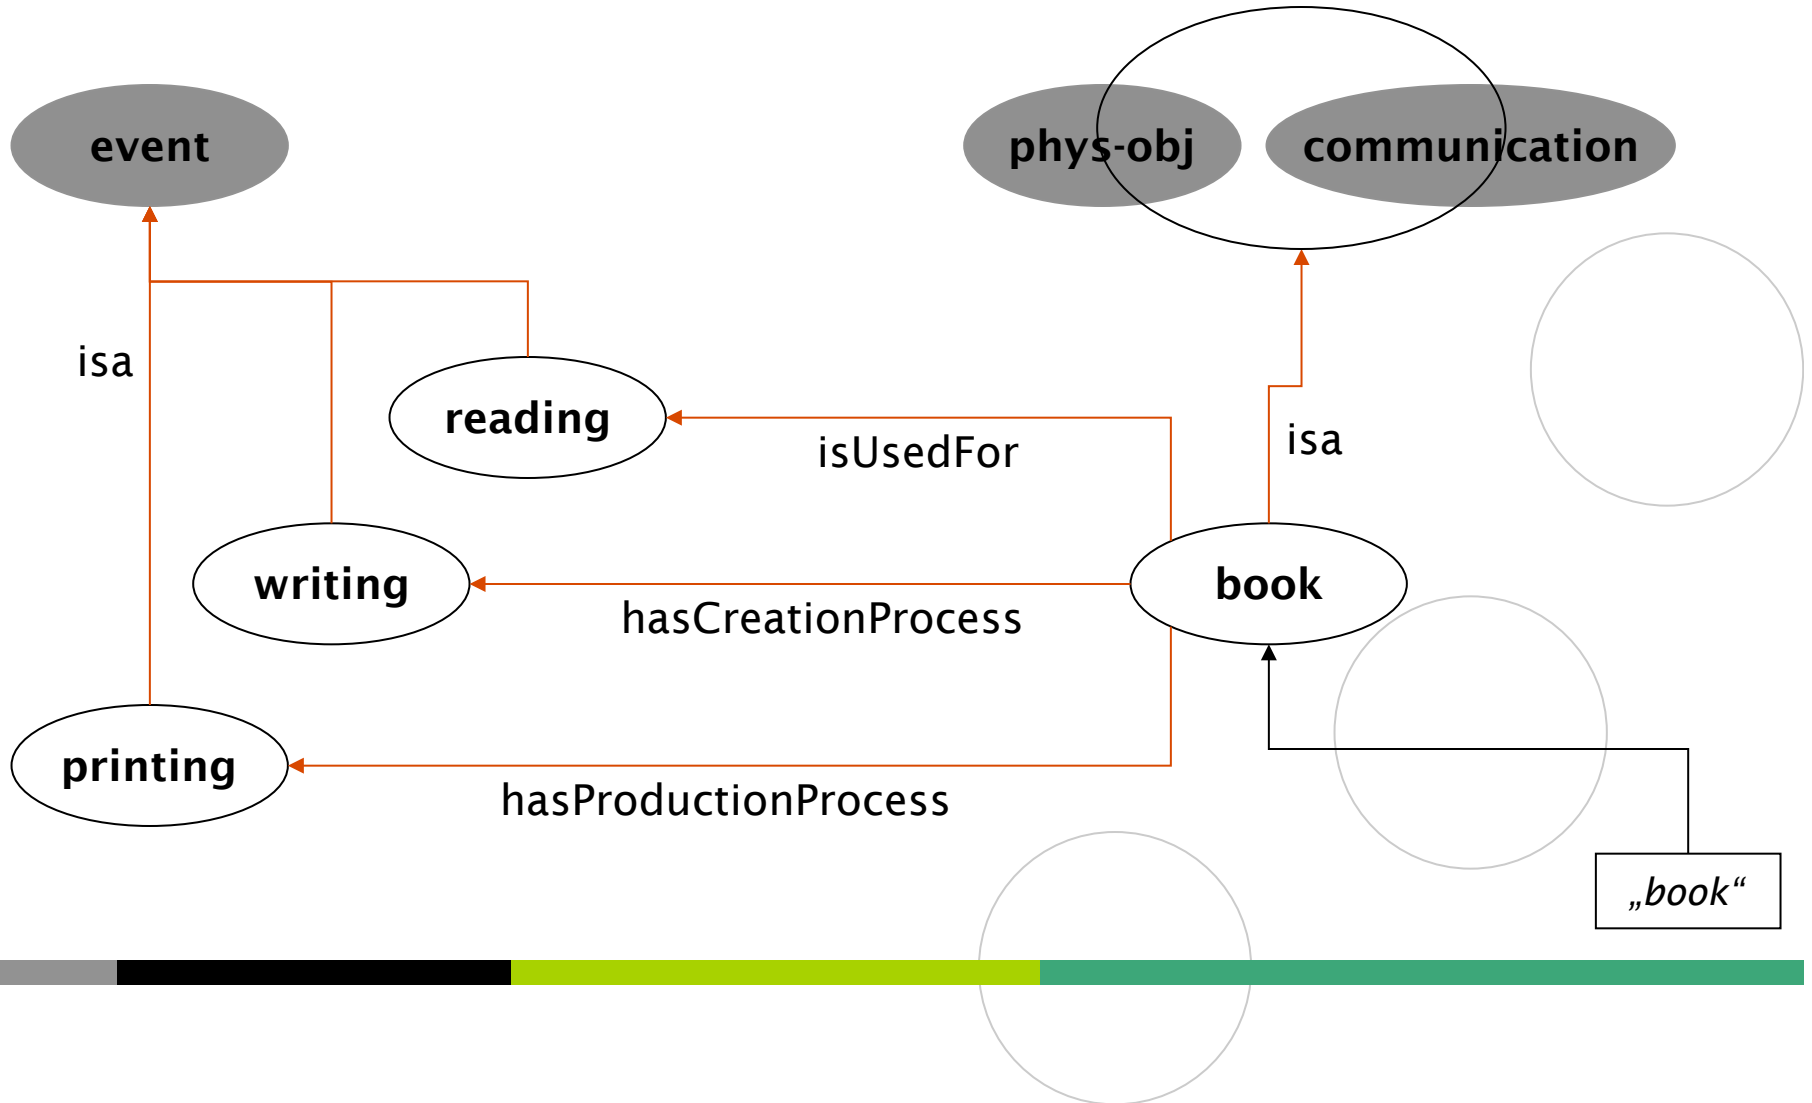 event
phys-obj
communication
isa
reading
isUsedFor
isa
writing
hasCreationProcess
book
printing
hasProductionProcess
„book“